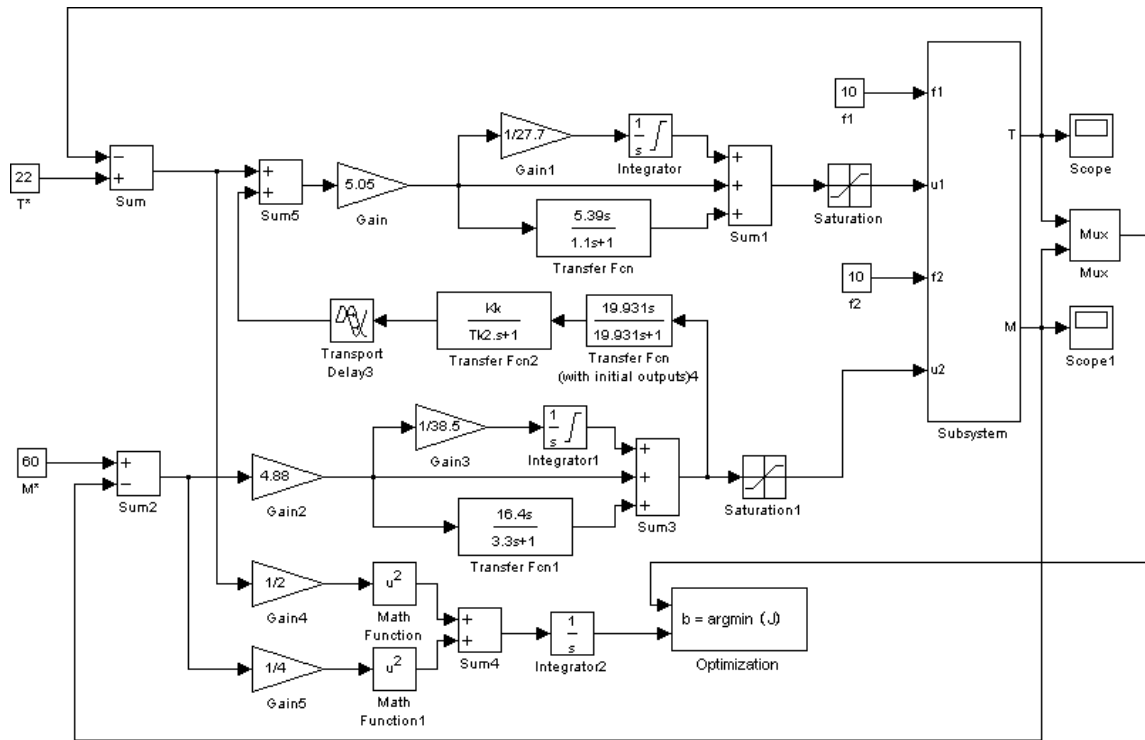 10
f1
f1
T
Scope
1/27.7
Gain1
1
s
Integrator
−
+
22
T*
Sum
+
+
Sum5
5.05
Gain
+
+
+
Sum1
Saturation
u1
5.39s
1.1s+1
Transfer Fcn
Mux
Mux
10
f2
f2
M
Scope1
Transport
Delay3
Kk
Tk2.s+1
Transfer Fcn2
19.931s
19.931s+1
Transfer Fcn
(with initial outputs)4
u2
Subsystem
1/38.5
Gain3
1
s
Integrator1
60
M*
+
−
Sum2
4.88
Gain2
+
+
+
Sum3
Saturation1
16.4s
3.3s+1
Transfer Fcn1
1/2
Gain4
u2
Math
Function
+
+
Sum4
1
s
Integrator2
b = argmin (J)
Optimization
1/4
Gain5
u2
Math
Function1